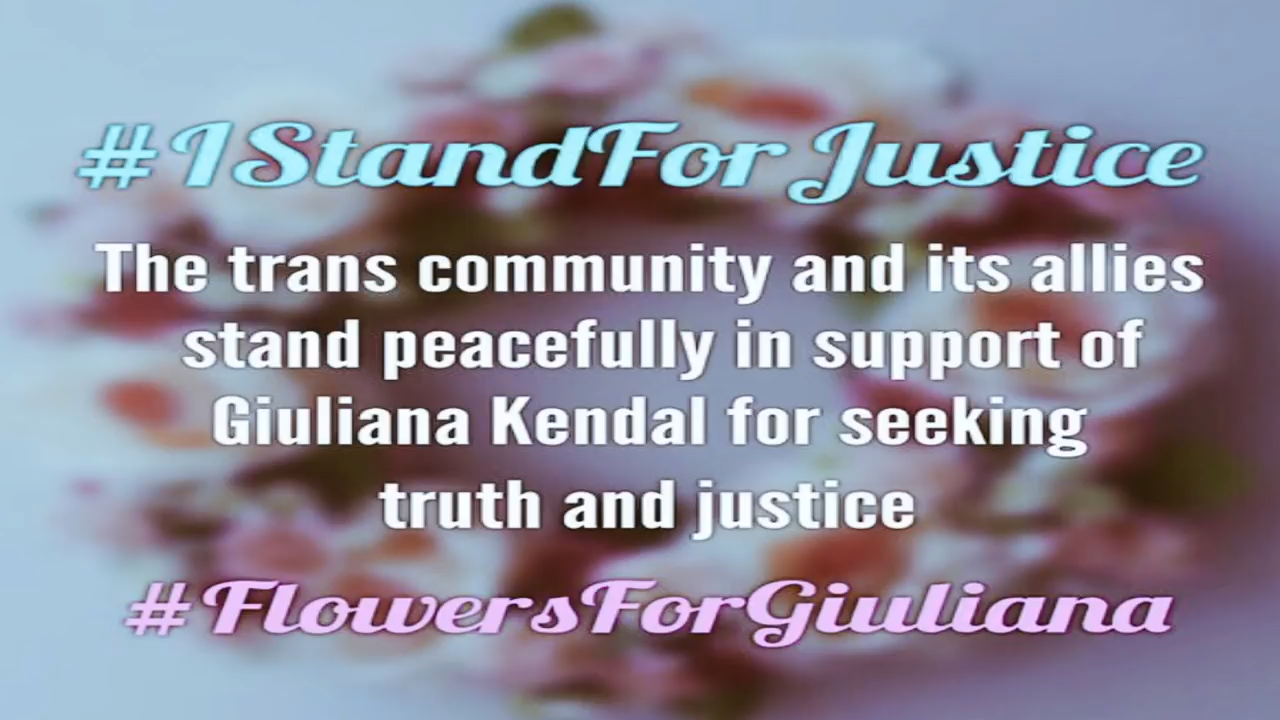 #IStandForJustice
The trans community and its allies
stand peacefully in support of
Giuliana Kendal for seeking
truth and justice
#FlowersForGiuliana